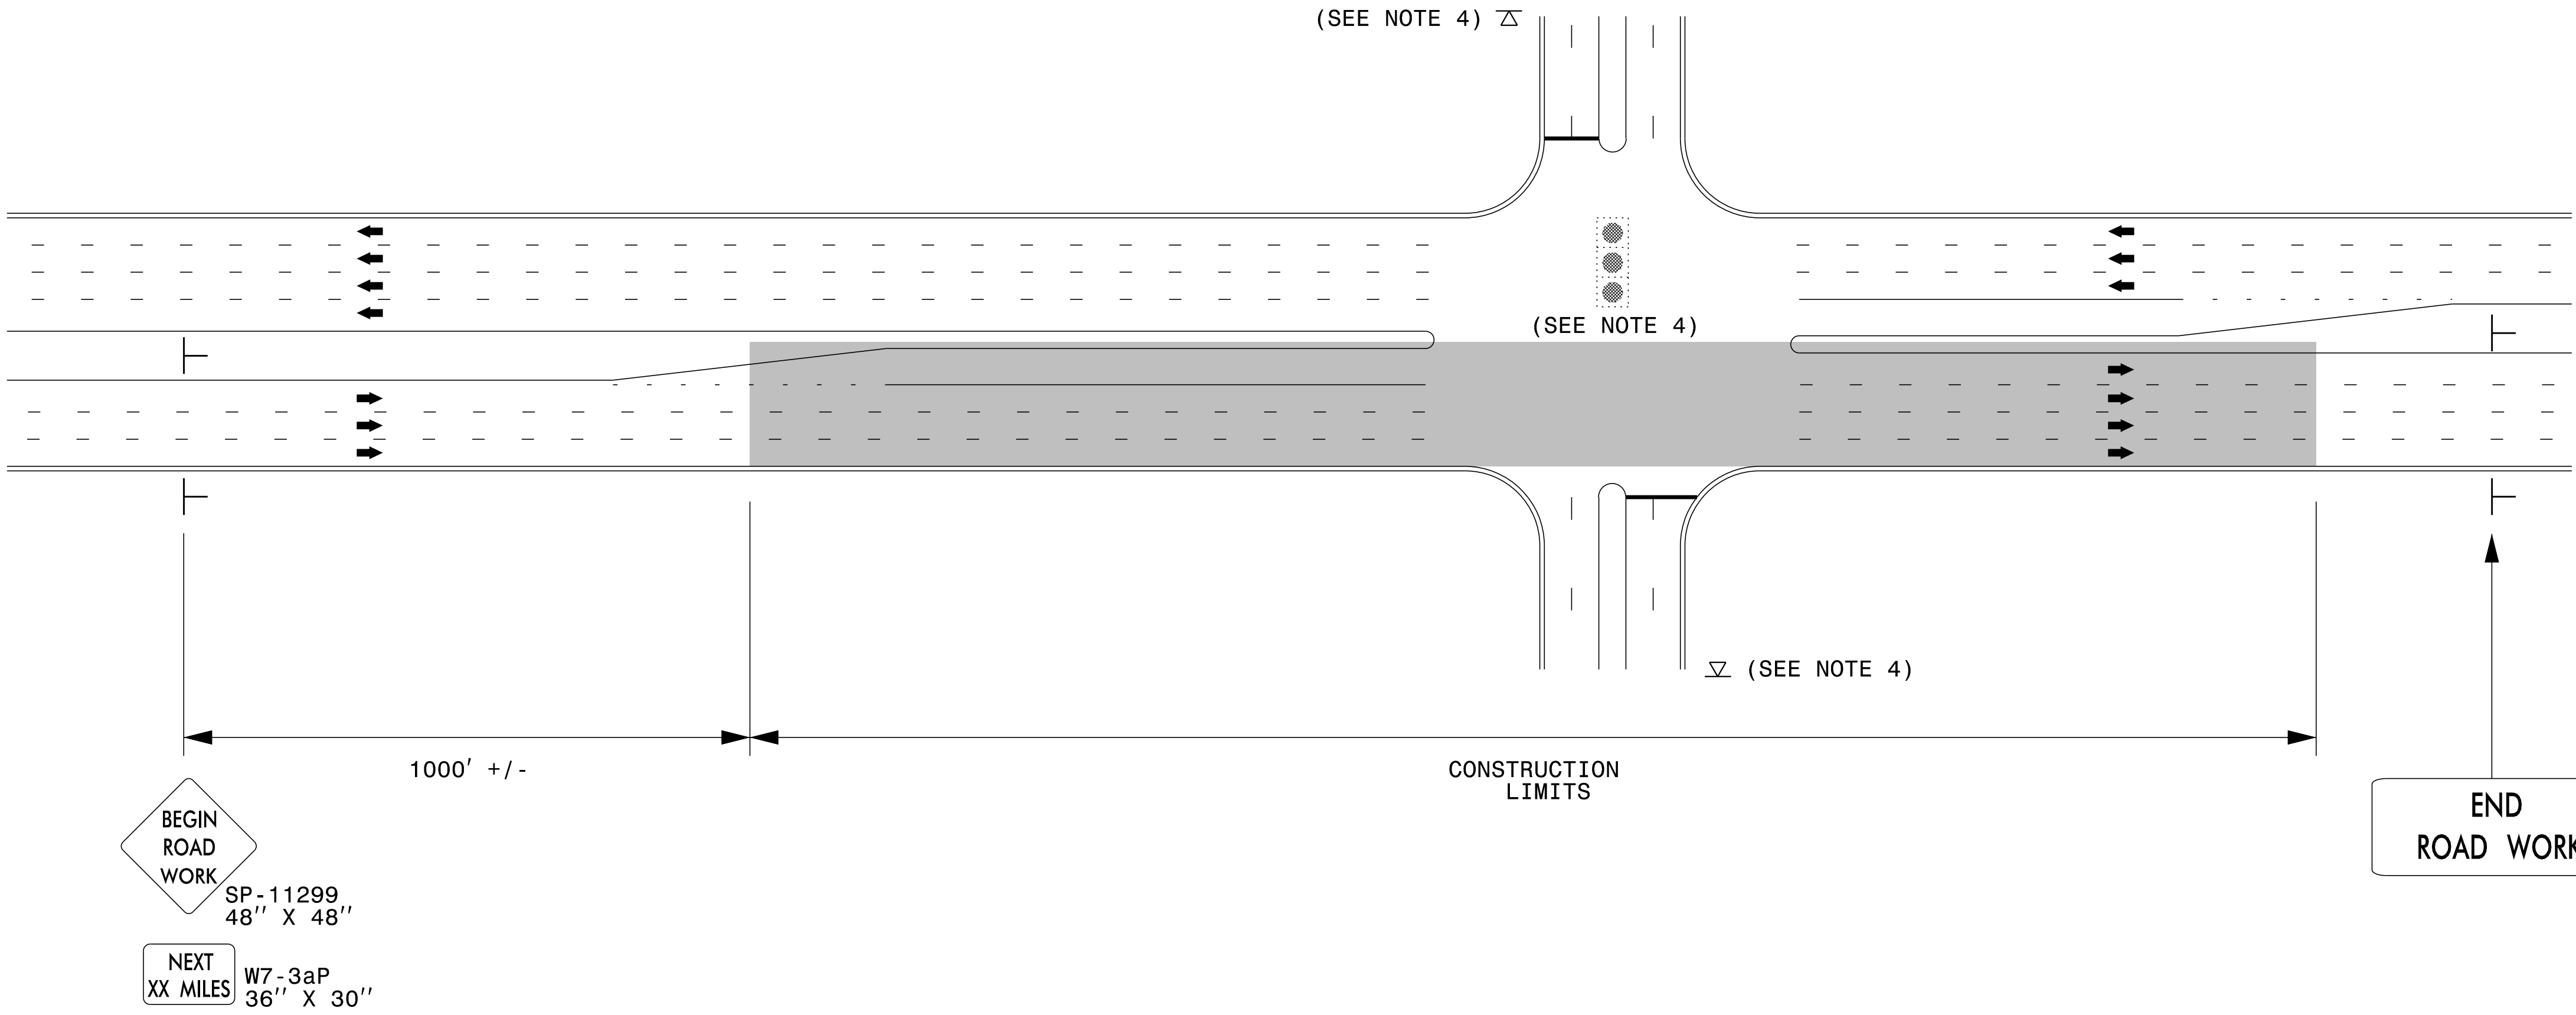 (SEE NOTE 4)
(SEE NOTE 4)
(SEE NOTE 4)
1000' +/-
CONSTRUCTION
LIMITS
BEGIN
ROAD
WORK
SP-11299
48'' X 48''
NEXT
XX MILES
W7-3aP
36'' X 30''
END
ROAD WORK